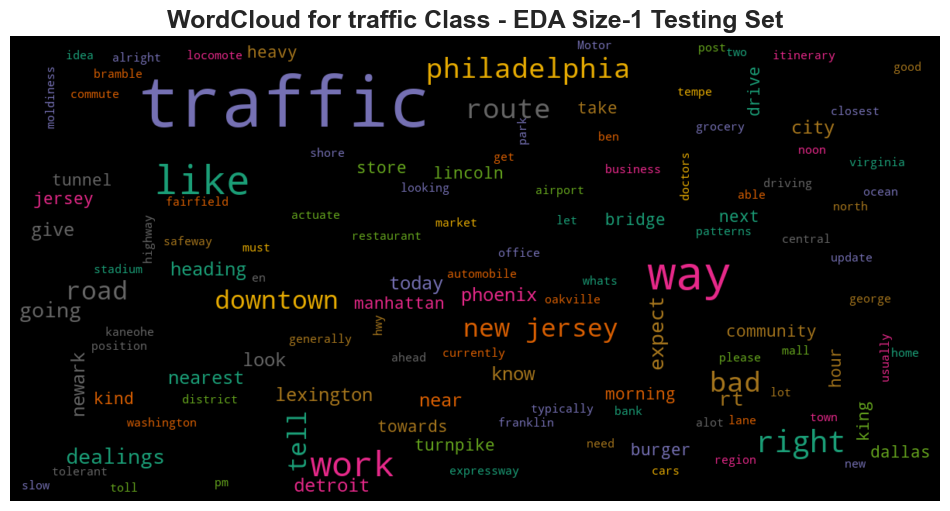 WordCloud for traffic Class - EDA Size-1 Testing Set
idea
alright
locomote
heavy
Motor
post
two
itinerary
good
bramble
philadelphia
drive
moldiness
commute
traffic
route
take
tempe
closest
park
ben
grocery
city
noon
shore
get
store
lincoln
business
doctors
virginia
tunnel
like
looking
airport
able
driving
ocean
jersey
fairfield
actuate
market
let
bridge
next
north
give
highway
safeway
must
restaurant
patterns
central
office
update
stadium
heading
en
today
automobile
whats
way
road
downtown
manhattan
phoenix
oakville
george
going
kaneohe
hwy
new jersey
expect
community
position
generally
look
ahead
currently
please
mall
usually
home
newark
nearest
know
hour
bad
lot
kind
district
lexington
near
morning
rt
washington
towards
typically
franklin
bank
alot
lane
town
king
tell
turnpike
need
burger
right
dealings
work
region
dallas
tolerant
expressway
cars
new
slow
toll
pm
detroit